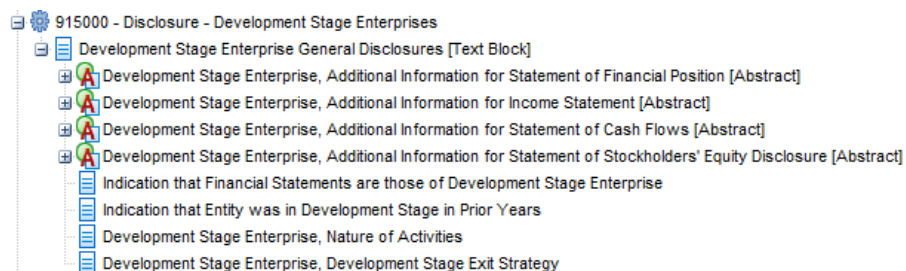 915000 - Disclosure - Development Stage Enterprises
Development Stage Enterprise General Disclosures [Text Block]
A Development Stage Enterprise, Additional Information for Statement of Financial Position [Abstract]
A Development Stage Enterprise, Additional Information for Income Statement [Abstract]
A Development Stage Enterprise, Additional Information for Statement of Cash Flows [Abstract]
A Development Stage Enterprise, Additional Information for Statement of Stockholders' Equity Disclosure [Abstract]
Indication that Financial Statements are those of Development Stage Enterprise
Indication that Entity was in Development Stage in Prior Years
Development Stage Enterprise, Nature of Activities
Development Stage Enterprise, Development Stage Exit Strategy